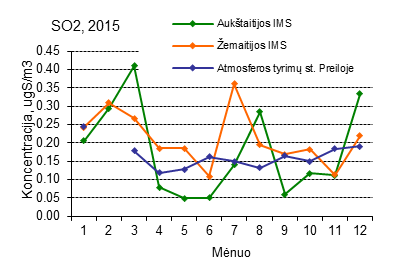 SO2, 2015
Aukštaitijos IMS
Žemaitijos IMS
Atmosferos tyrimų st. Preiloje
Koncentracija ,ugS/m3
0.45
0.40
0.35
0.30
0.25
0.20
0.15
0.10
0.05
0.00
1 2 3 4 5 6 7 8 9 10 11 12
Mėnuo